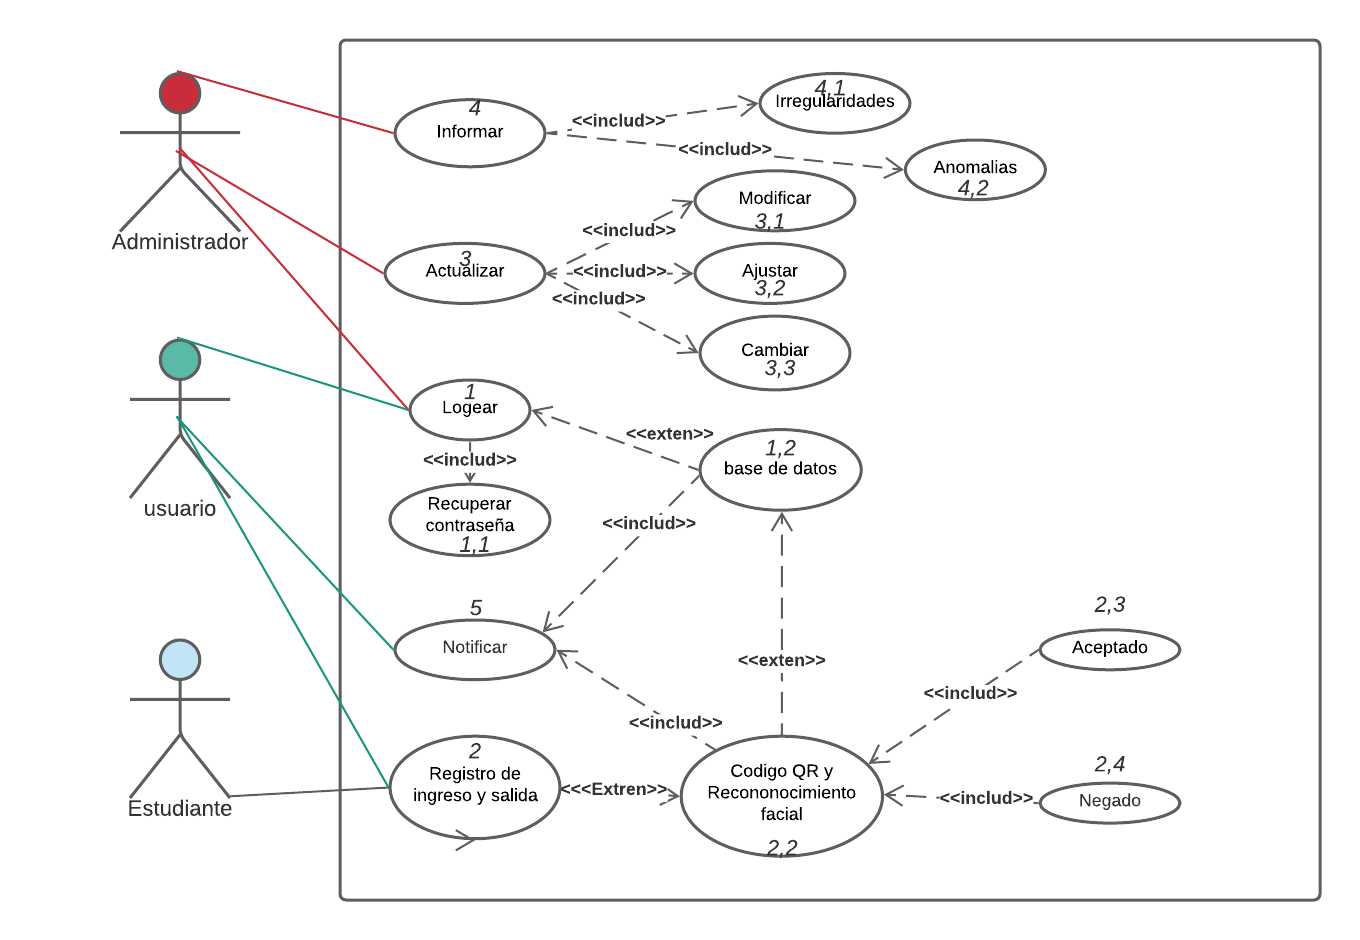 4,1
Irregularidades
4
Informar
<<includ>>
<<includ>>
Anomalias
4,2
Modificar
3,1
<<includ>>
Administrador
3
Actualizar
<<includ>>
Ajustar
3,2
<<includ>>
Cambiar
3,3
1
Logear
<<exten>>
1,2
base de datos
<<includ>>
Recuperar
contraseña
1,1
usuario
<<includ>>
5
Notificar
2,3
Aceptado
<<exten>>
<<includ>>
<<includ>>
2
Registro de
ingreso y salida
<<<Extren>>
Codigo QR y
Recononocimiento
facial
2,2
2,4
<<includ>>
Negado
Estudiante